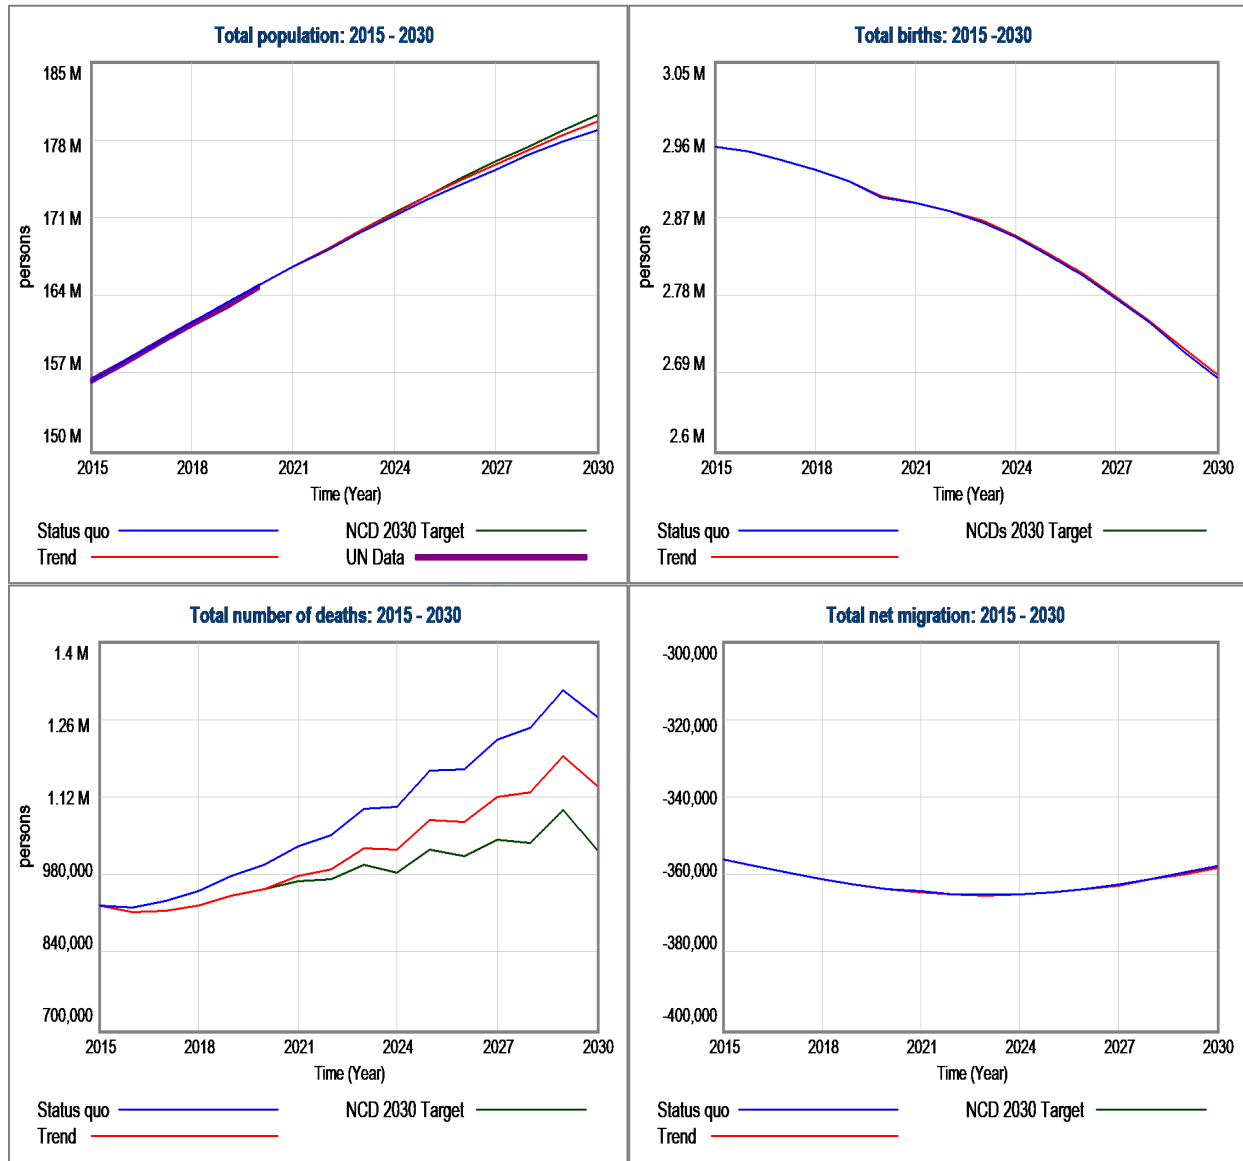 Total population: 2015 - 2030
185 M
178 M
171 M
164 M
157 M
150 M
persons
2015 2018 2021 2024 2027 2030
Time (Year)
Status quo NCD 2030 Target
Trend UN Data
Total births: 2015 -2030
3.05 M
2.96 M
2.87 M
2.78 M
2.69 M
2.6 M
persons
2015 2018 2021 2024 2027 2030
Time (Year)
Status quo NCDs 2030 Target
Trend
Total number of deaths: 2015 - 2030
1.4 M
1.26 M
1.12 M
980,000
840,000
700,000
persons
2015 2018 2021 2024 2027 2030
Time (Year)
Status quo NCD 2030 Target
Trend
Total net migration: 2015 - 2030
-300,000
-320,000
-340,000
-360,000
-380,000
-400,000
2015 2018 2021 2024 2027 2030
Time (Year)
Status quo NCD 2030 Target
Trend